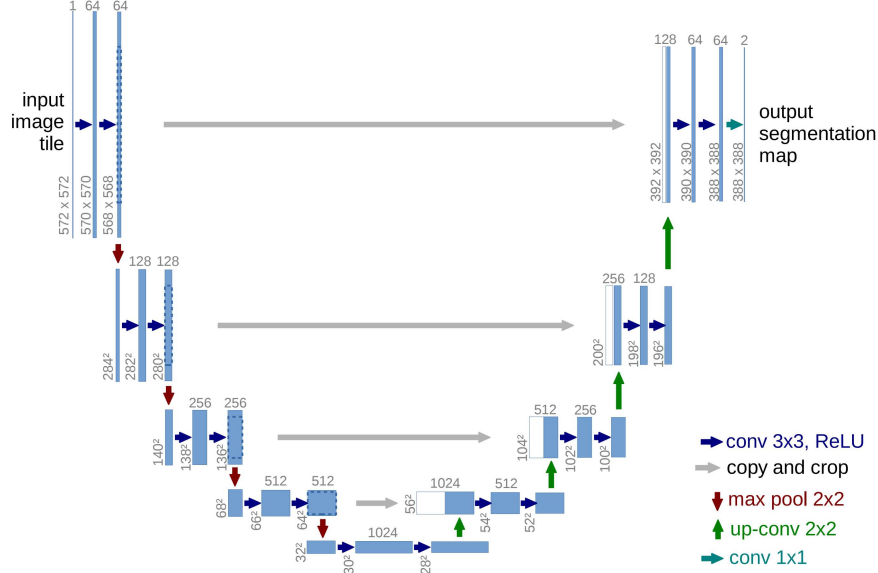 1 64 64
128 64 64 2
input
image
tile
output
segmentation
map
572 x 572
570 x 570
568 x 568
392 x 392
390 x 390
388 x 388
388 x 388
128 128
256 128
284²
282²
280²
200²
198²
196²
256 256
512 256
140²
138²
136²
104²
102²
100²
conv 3x3, ReLU
copy and crop
max pool 2x2
up-conv 2x2
conv 1x1
512 512
1024 512
68²
66²
64²
56²
54²
52²
1024
32²
30²
28²